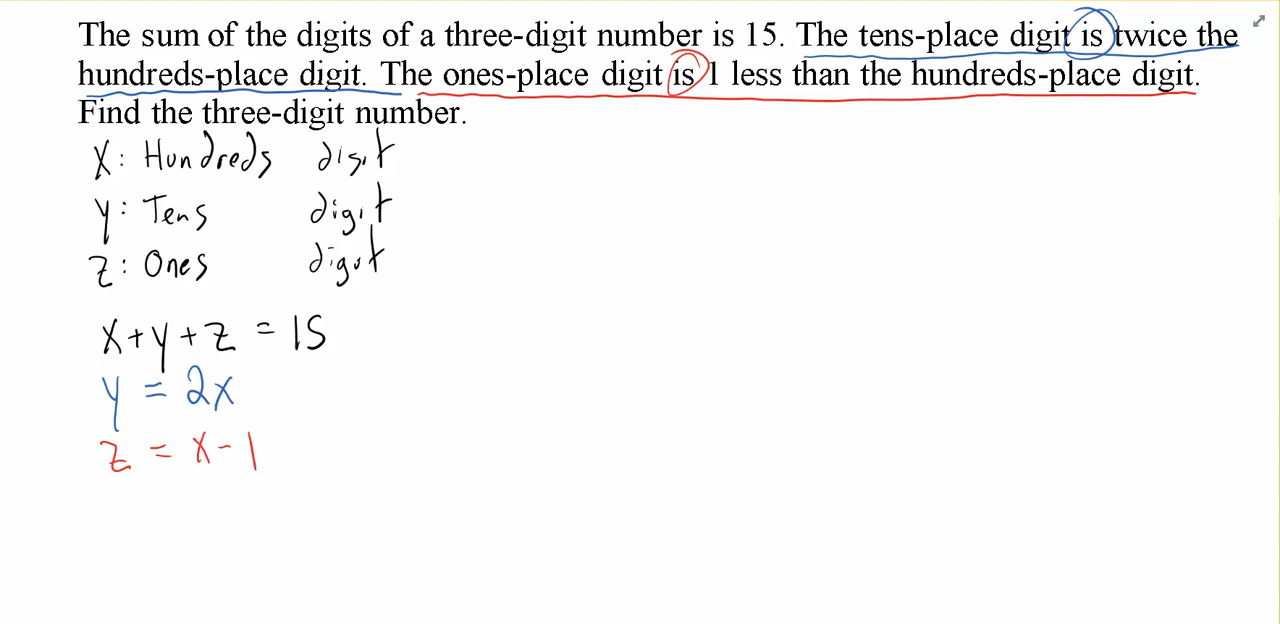 The sum of the digits of a three-digit number is 15. The tens-place digit is twice the
hundreds-place digit. The ones-place digit is 1 less than the hundreds-place digit.
Find the three-digit number.
X: Hundreds digit
y: Tens digit
z: Ones digit
x+y+z = 15
y = 2x
z = x-1